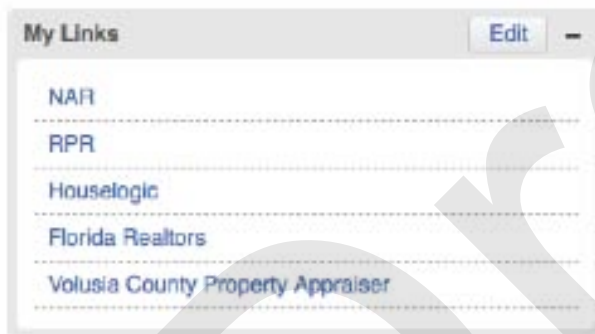 My Links Edit –
NAR
RPR
Houselogic
Florida Realtors
Volusia County Property Appraiser